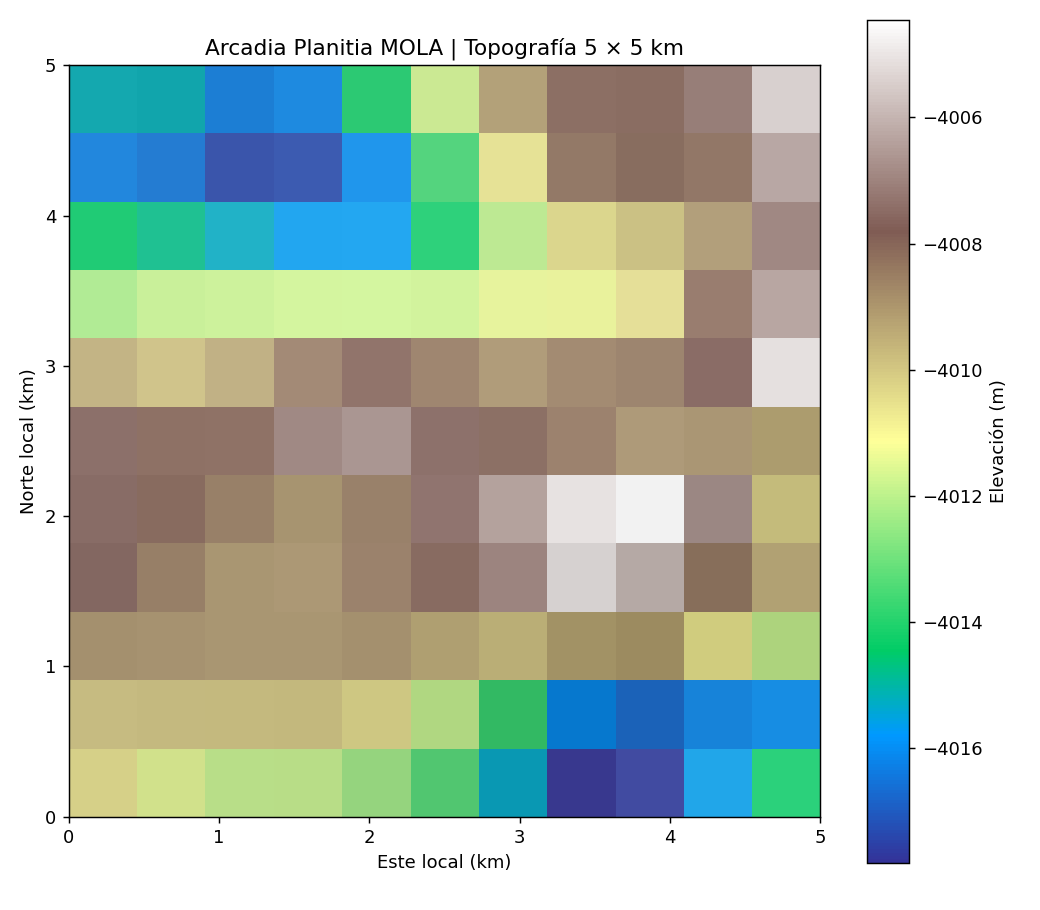 Arcadia Planitia MOLA | Topografía 5 × 5 km
5
4
3
2
1
0
Norte local (km)
0 1 2 3 4 5
Este local (km)
−4006
−4008
−4010
−4012
−4014
−4016
Elevación (m)